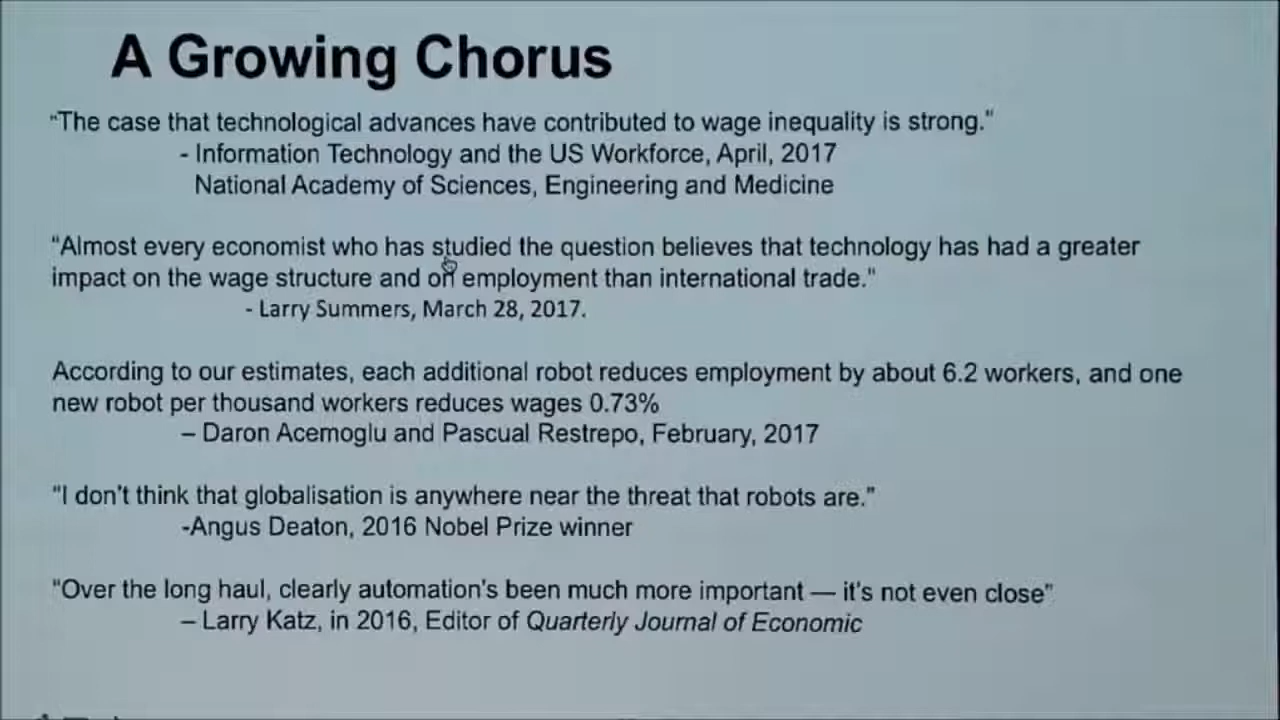 A Growing Chorus
"The case that technological advances have contributed to wage inequality is strong."
- Information Technology and the US Workforce, April, 2017
National Academy of Sciences, Engineering and Medicine
"Almost every economist who has studied the question believes that technology has had a greater
impact on the wage structure and on employment than international trade."
- Larry Summers, March 28, 2017.
According to our estimates, each additional robot reduces employment by about 6.2 workers, and one
new robot per thousand workers reduces wages 0.73%
– Daron Acemoglu and Pascual Restrepo, February, 2017
"I don't think that globalisation is anywhere near the threat that robots are."
-Angus Deaton, 2016 Nobel Prize winner
"Over the long haul, clearly automation's been much more important — it's not even close"
– Larry Katz, in 2016, Editor of Quarterly Journal of Economic